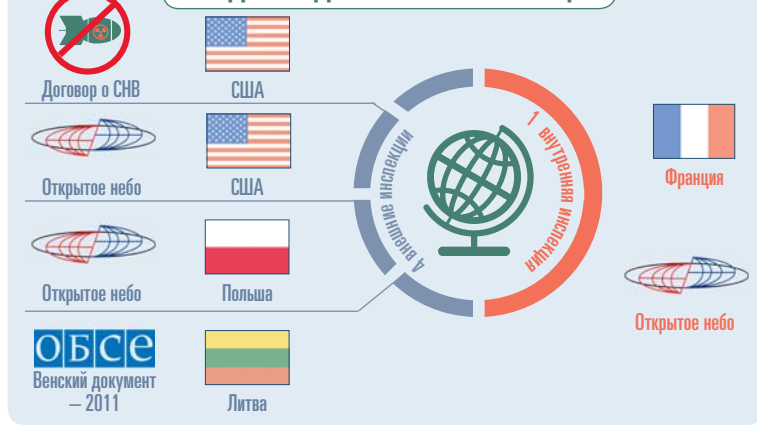 Договор о СНВ
США
Открытое небо
США
Открытое небо
Польша
ОБСЕ
Венский документ
– 2011
Литва
4 внешние инспекции
1 внутренняя инспекция
Франция
Открытое небо